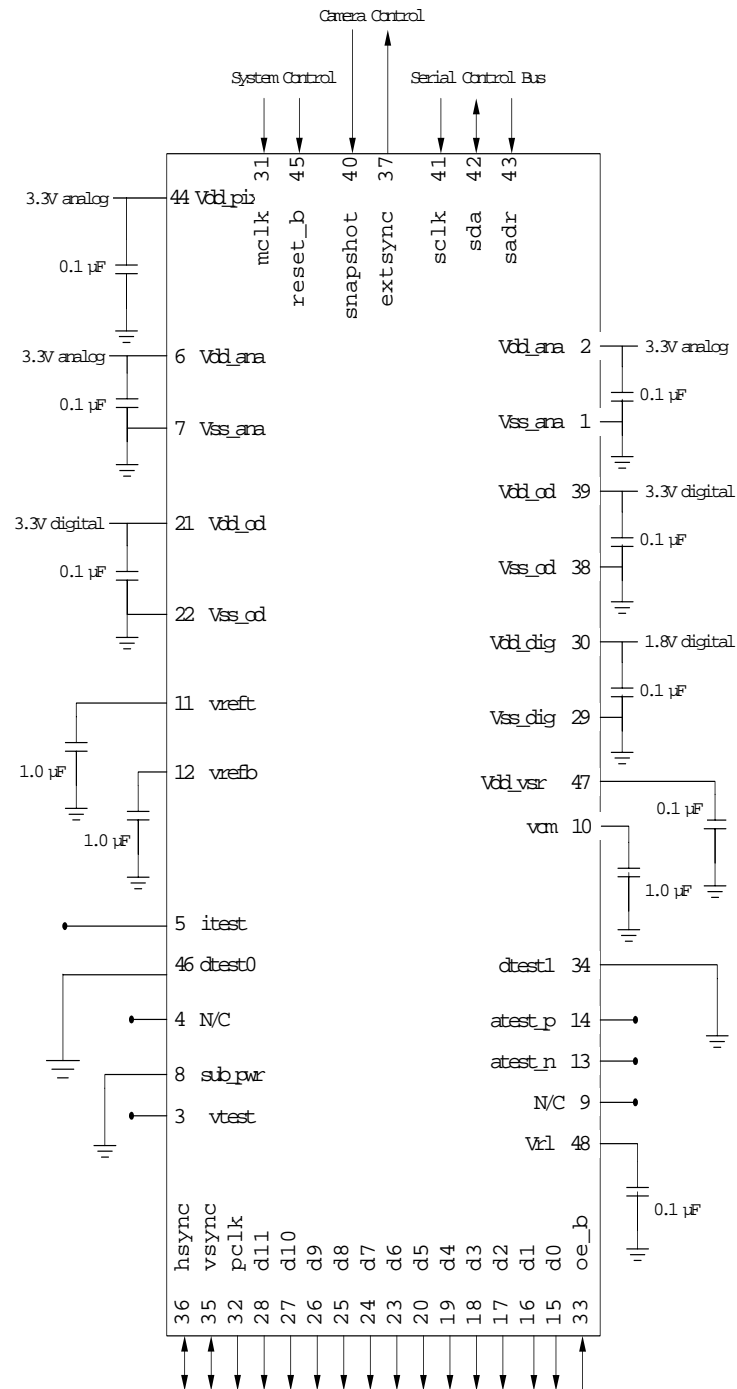 Camera Control
System Control
Serial Control Bus
31 45 40 37 41 42 43
mclk reset_b snapshot extsync sclk sda sadr
3.3V analog 44 Vdd_pix
0.1 µF
3.3V analog 6 Vdd_ana
0.1 µF
7 Vss_ana
Vdd_ana 2 3.3V analog
0.1 µF
Vss_ana 1
3.3V digital 21 Vdd_od
0.1 µF
22 Vss_od
Vdd_od 39 3.3V digital
0.1 µF
Vss_od 38
Vdd_dig 30 1.8V digital
0.1 µF
Vss_dig 29
11 vreft
1.0 µF
12 vrefb
1.0 µF
Vdd_vsr 47
0.1 µF
vcm 10
1.0 µF
5 itest
46 dtest0
4 N/C
8 sub_pwr
3 vtest
dtest1 34
atest_p 14
atest_n 13
N/C 9
Vrl 48
0.1 µF
hsync vsync pclk d11 d10 d9 d8 d7 d6 d5 d4 d3 d2 d1 d0 oe_b
36 35 32 28 27 26 25 24 23 20 19 18 17 16 15 33